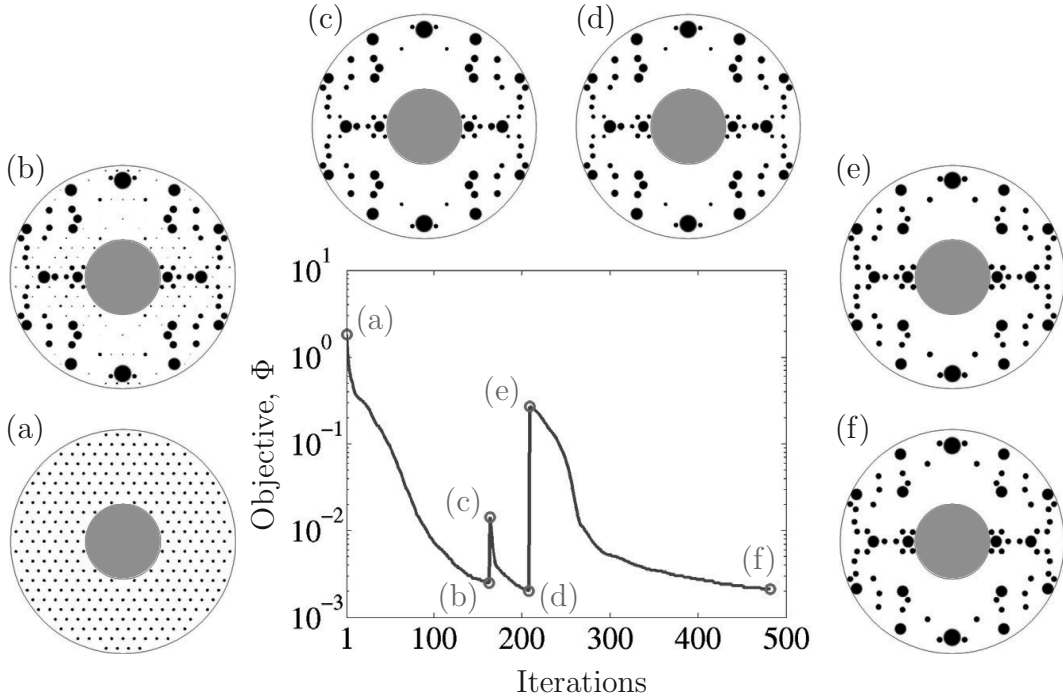 (c)
(d)
(b)
(e)
(a)
(f)
Objective, Φ
10^1
10^0
10^-1
10^-2
10^-3
(a)
(e)
(c)
(b)
(d)
(f)
1 100 200 300 400 500
Iterations